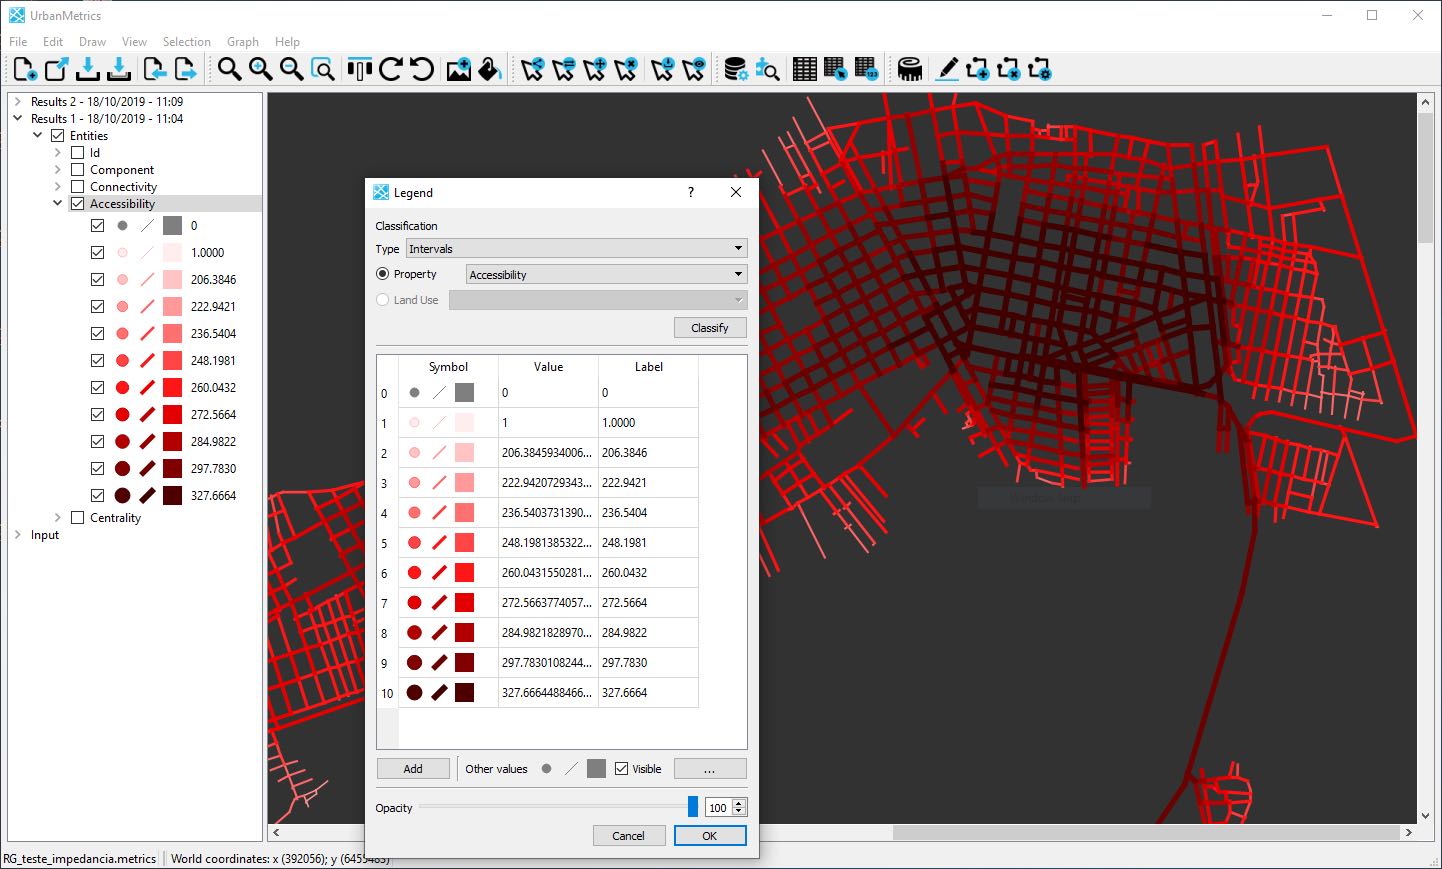 UrbanMetrics
File Edit Draw View Selection Graph Help
Results 2 - 18/10/2019 - 11:09
Results 1 - 18/10/2019 - 11:04
Entities
Id
Component
Connectivity
Accessibility
0
1.0000
206.3846
222.9421
236.5404
248.1981
260.0432
272.5664
284.9822
297.7830
327.6664
Centrality
Input
Legend ?
Classification
Type Intervals
Property Accessibility
Land Use
Classify
Symbol Value Label
0 0 0
1 1 1.0000
2 206.3845934006... 206.3846
3 222.9420729343... 222.9421
4 236.5403731390... 236.5404
5 248.1981385322... 248.1981
6 260.0431550281... 260.0432
7 272.5663774057... 272.5664
8 284.9821828970... 284.9822
9 297.7830108244... 297.7830
10 327.6664488466... 327.6664
Add Other values Visible ...
Opacity 100
Cancel OK
RG_teste_impedancia.metrics World coordinates: x (392056); y (6455483)